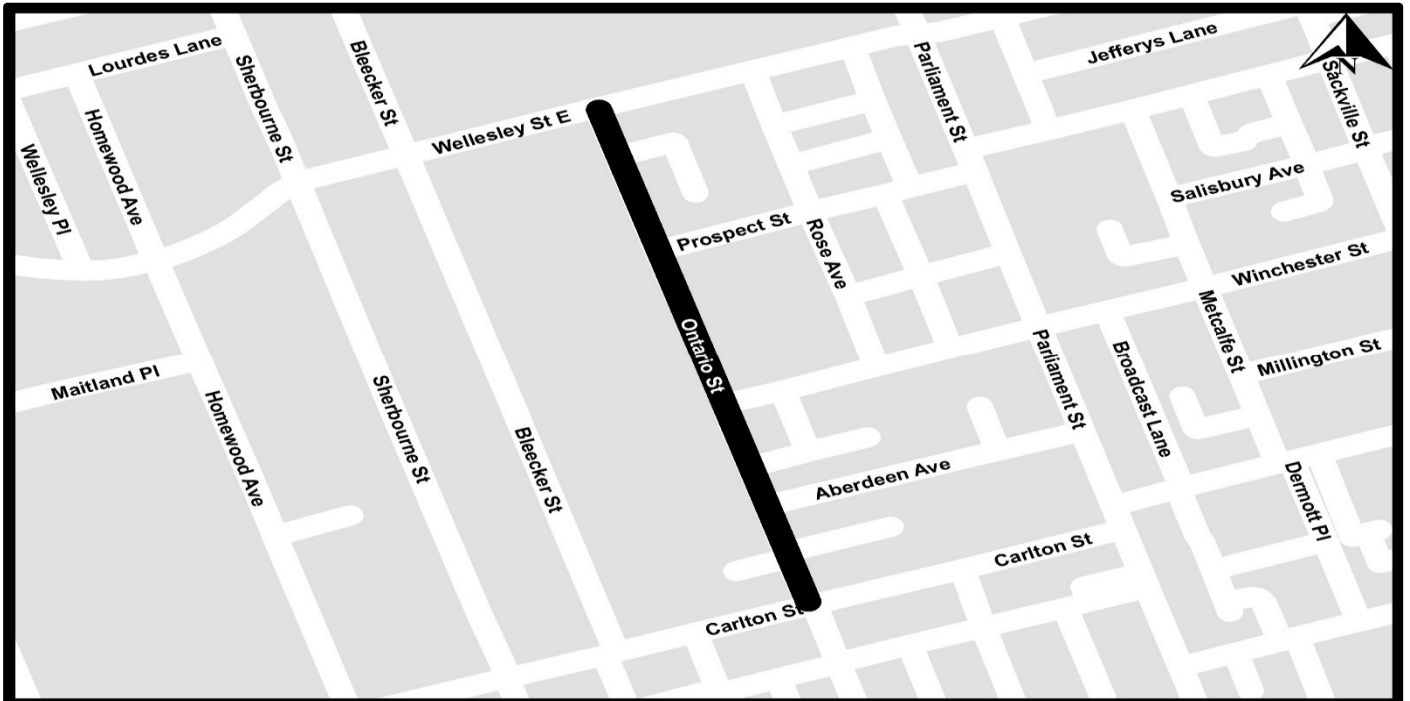 Lourdes Lane
Sherbourne St
Bleecker St
Parliament St
Jefferys Lane
N
Sackville St
Homewood Ave
Wellesley Pl
Wellesley St E
Salisbury Ave
Prospect St
Rose Ave
Winchester St
Metcalfe St
Ontario St
Parliament St
Broadcast Lane
Millington St
Maitland Pl
Homewood Ave
Sherbourne St
Bleecker St
Aberdeen Ave
Dermott Pl
Carlton St
Carlton St